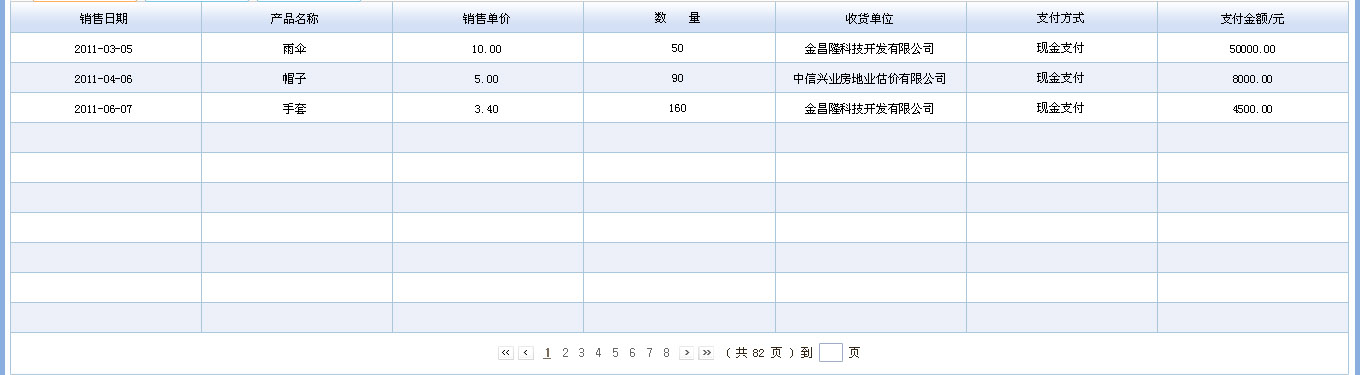 销售日期 产品名称 销售单价 数 量 收货单位 支付方式 支付金额/元
2011-03-05 雨伞 10.00 50 金昌隆科技开发有限公司 现金支付 50000.00
2011-04-06 帽子 5.00 90 中信兴业房地业估价有限公司 现金支付 8000.00
2011-06-07 手套 3.40 160 金昌隆科技开发有限公司 现金支付 4500.00
« ‹ 1 2 3 4 5 6 7 8 › » ( 共 82 页 ) 到 页